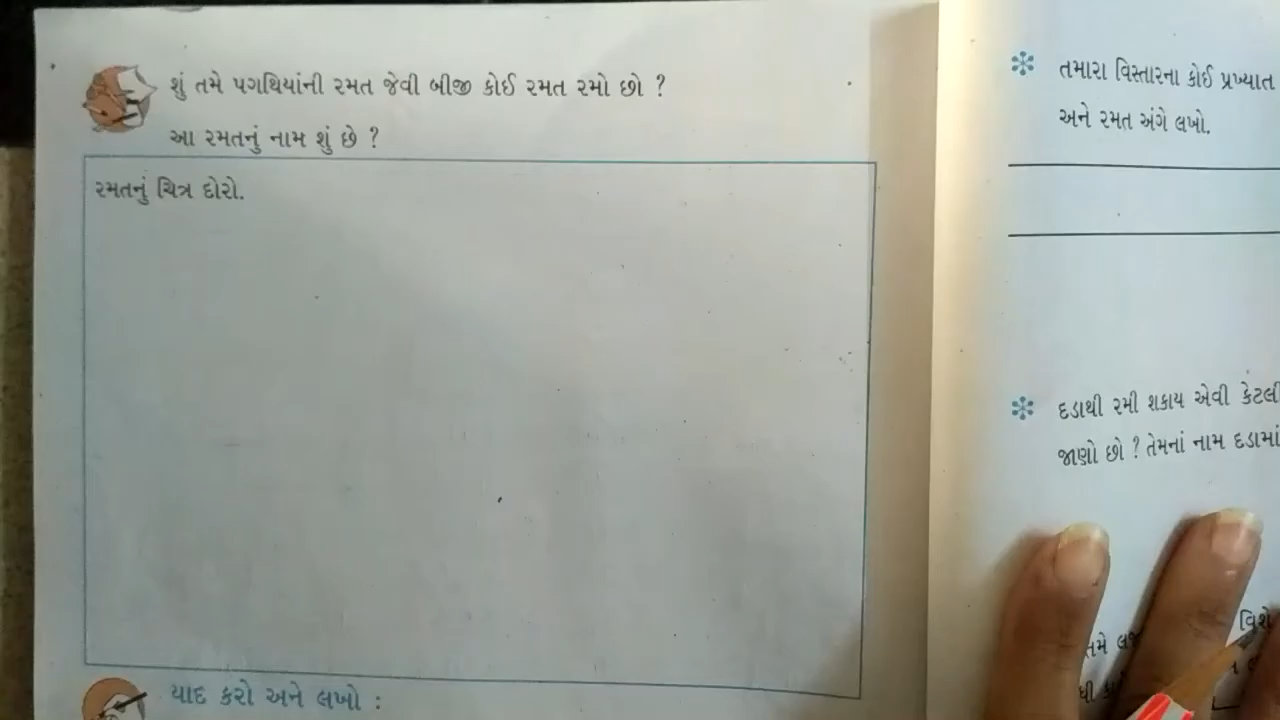 શું તમે પગથિયાંની રમત જેવી બીજી કોઈ રમત રમો છો ?
આ રમતનું નામ શું છે ?
રમતનું ચિત્ર દોરો.
યાદ કરો અને લખો :
તમારા વિસ્તારના કોઈ પ્રખ્યાત
અને રમત અંગે લખો.
દડાથી રમી શકાય એવી કેટલી
જાણો છો ? તેમનાં નામ દડામાં
વિશે